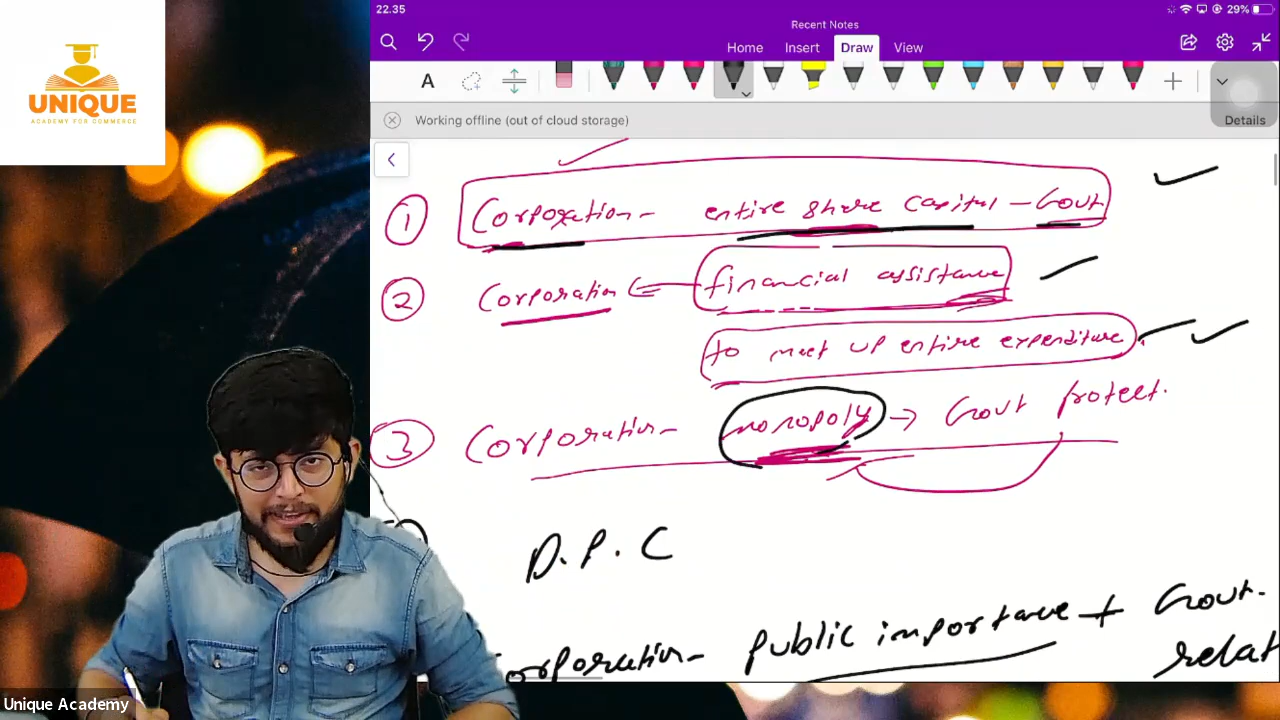 UNIQUE
ACADEMY FOR COMMERCE
22.35
29%
Recent Notes
Home Insert Draw View
A
Working offline (out of cloud storage)
Details
1 Corporation - entire share capital - Govt
2 Corporation financial assistance
to meet up entire expenditure
3 Corporation monopoly → Govt protect.
D.P.C
Corporation - public importance + Govt.
relat
Unique Academy